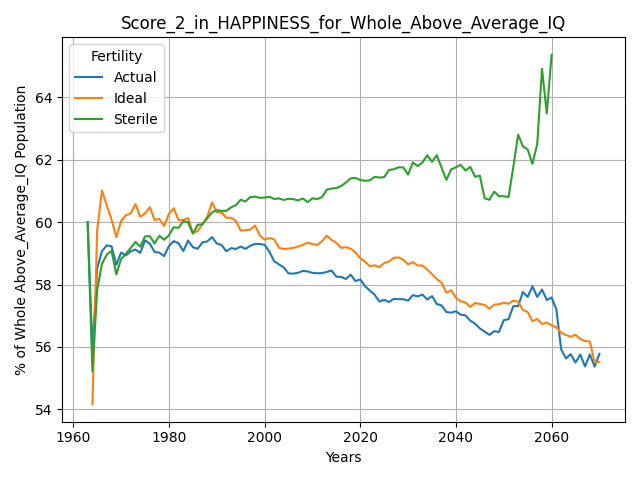 Score_2_in_HAPPINESS_for_Whole_Above_Average_IQ
Fertility
Actual
Ideal
Sterile
% of Whole Above_Average_IQ Population
64
62
60
58
56
54
1960
1980
2000
2020
2040
2060
Years